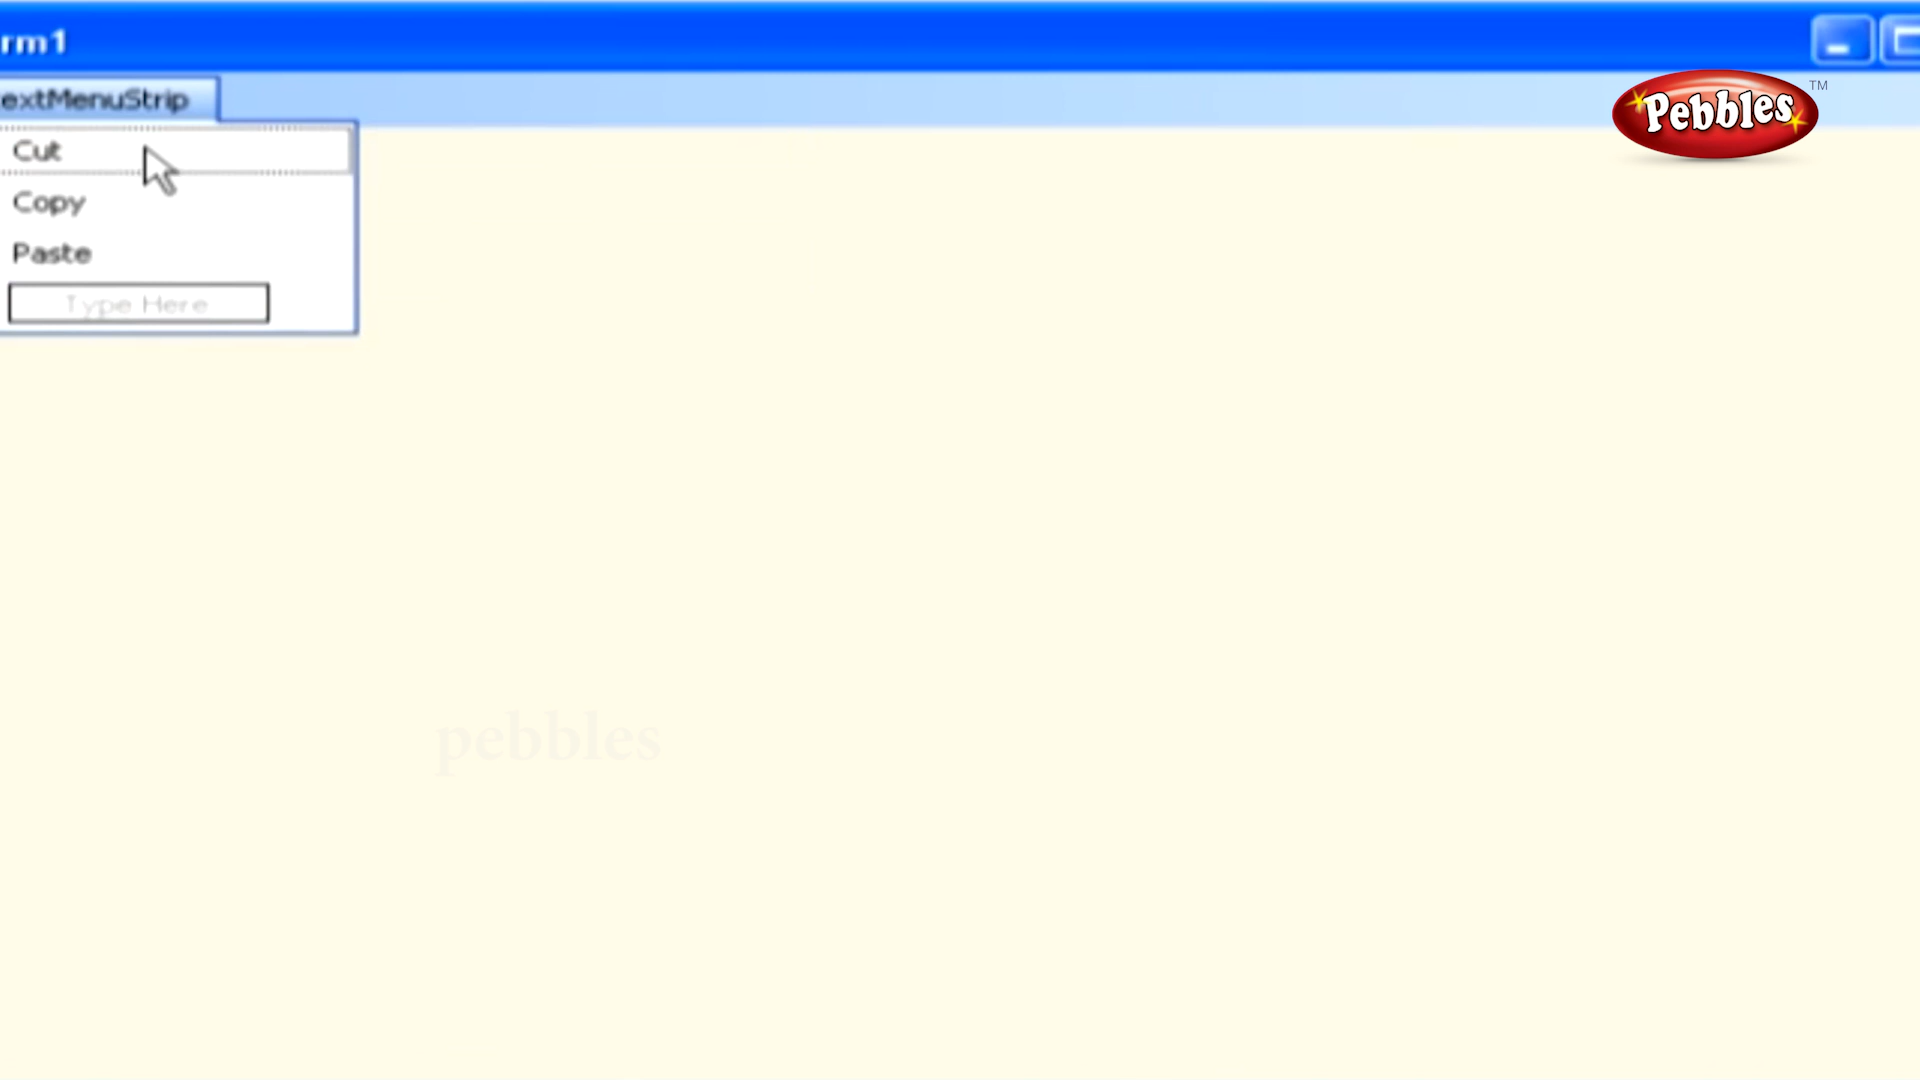 rm1
extMenuStrip
Pebbles TM
Cut
Copy
Paste
Type Here
pebbles